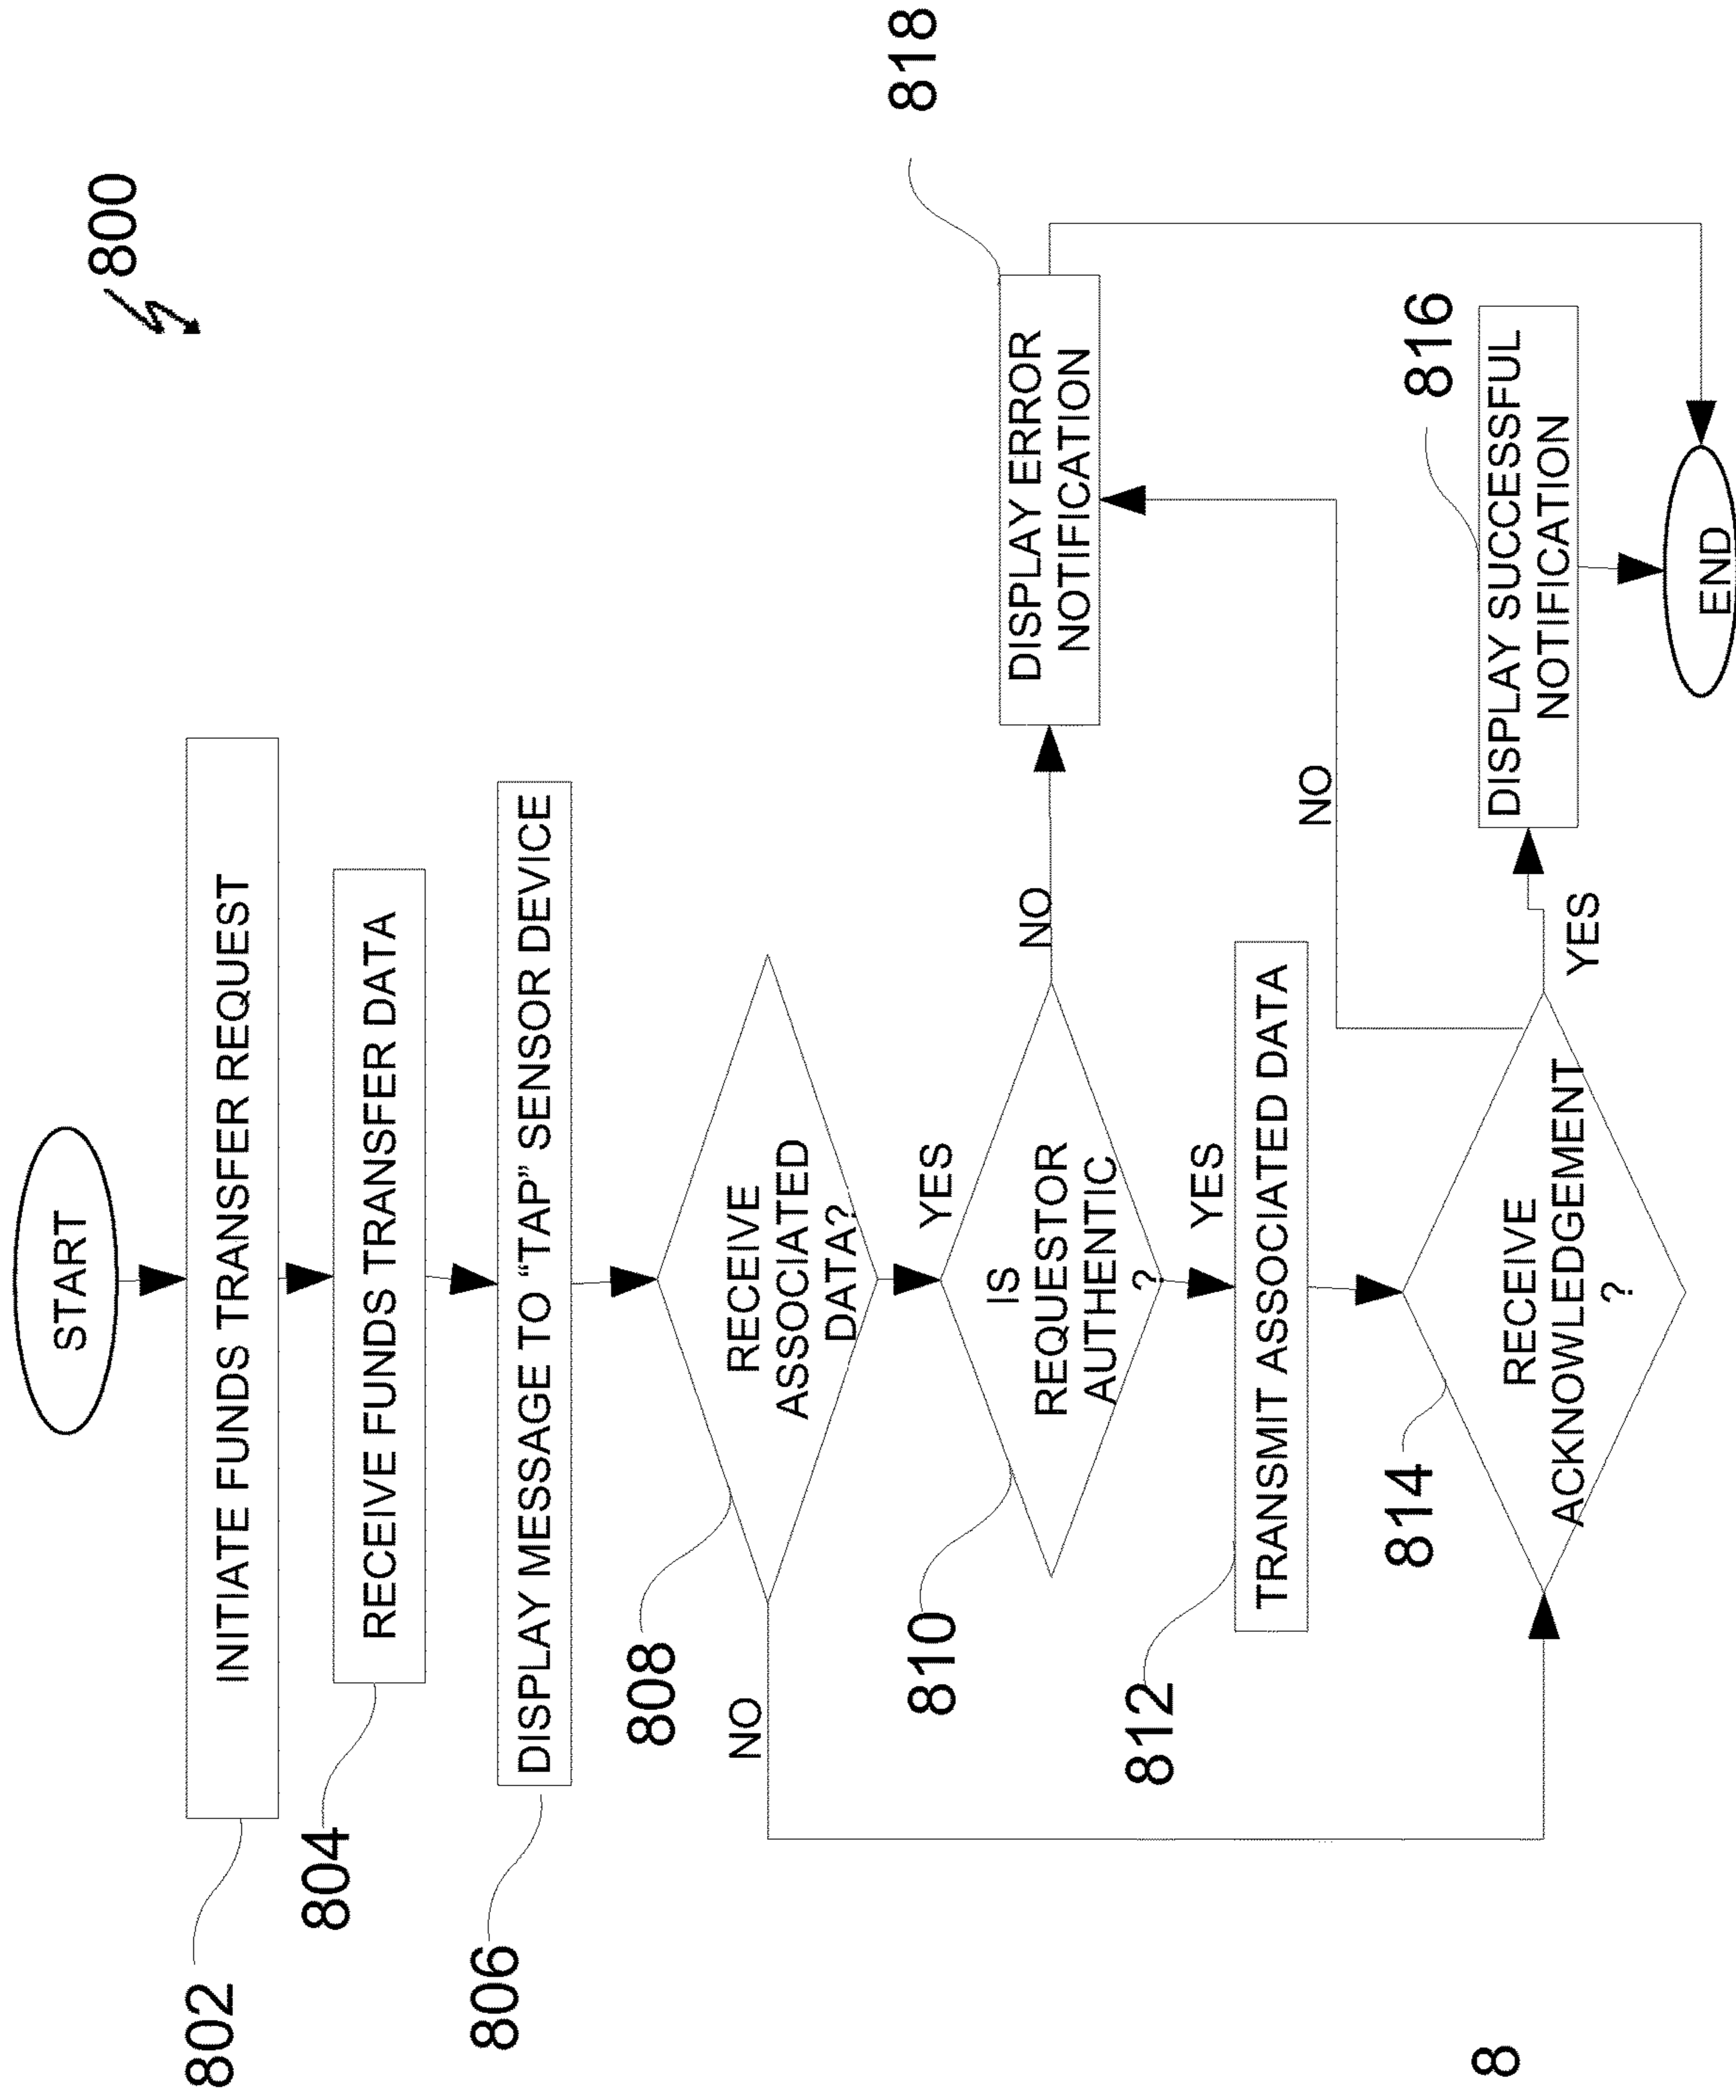 800
START
INITIATE FUNDS TRANSFER REQUEST
802
RECEIVE FUNDS TRANSFER DATA
804
DISPLAY MESSAGE TO “TAP” SENSOR DEVICE
806
RECEIVE
ASSOCIATED
DATA?
808
NO
YES
IS
REQUESTOR
AUTHENTIC
?
810
NO
DISPLAY ERROR
NOTIFICATION
818
YES
TRANSMIT ASSOCIATED DATA
812
RECEIVE
ACKNOWLEDGEMENT
?
814
NO
YES
DISPLAY SUCCESSFUL
NOTIFICATION
816
END
8